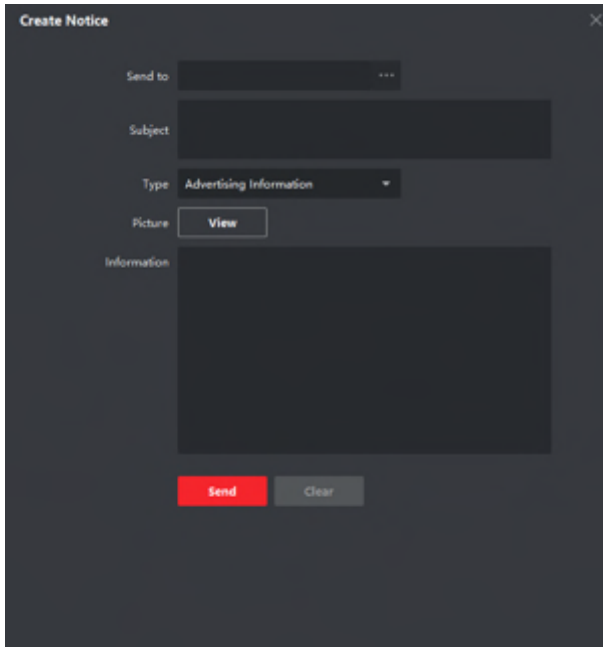 Create Notice
Send to
Subject
Type Advertising Information
Picture View
Information
Send Clear